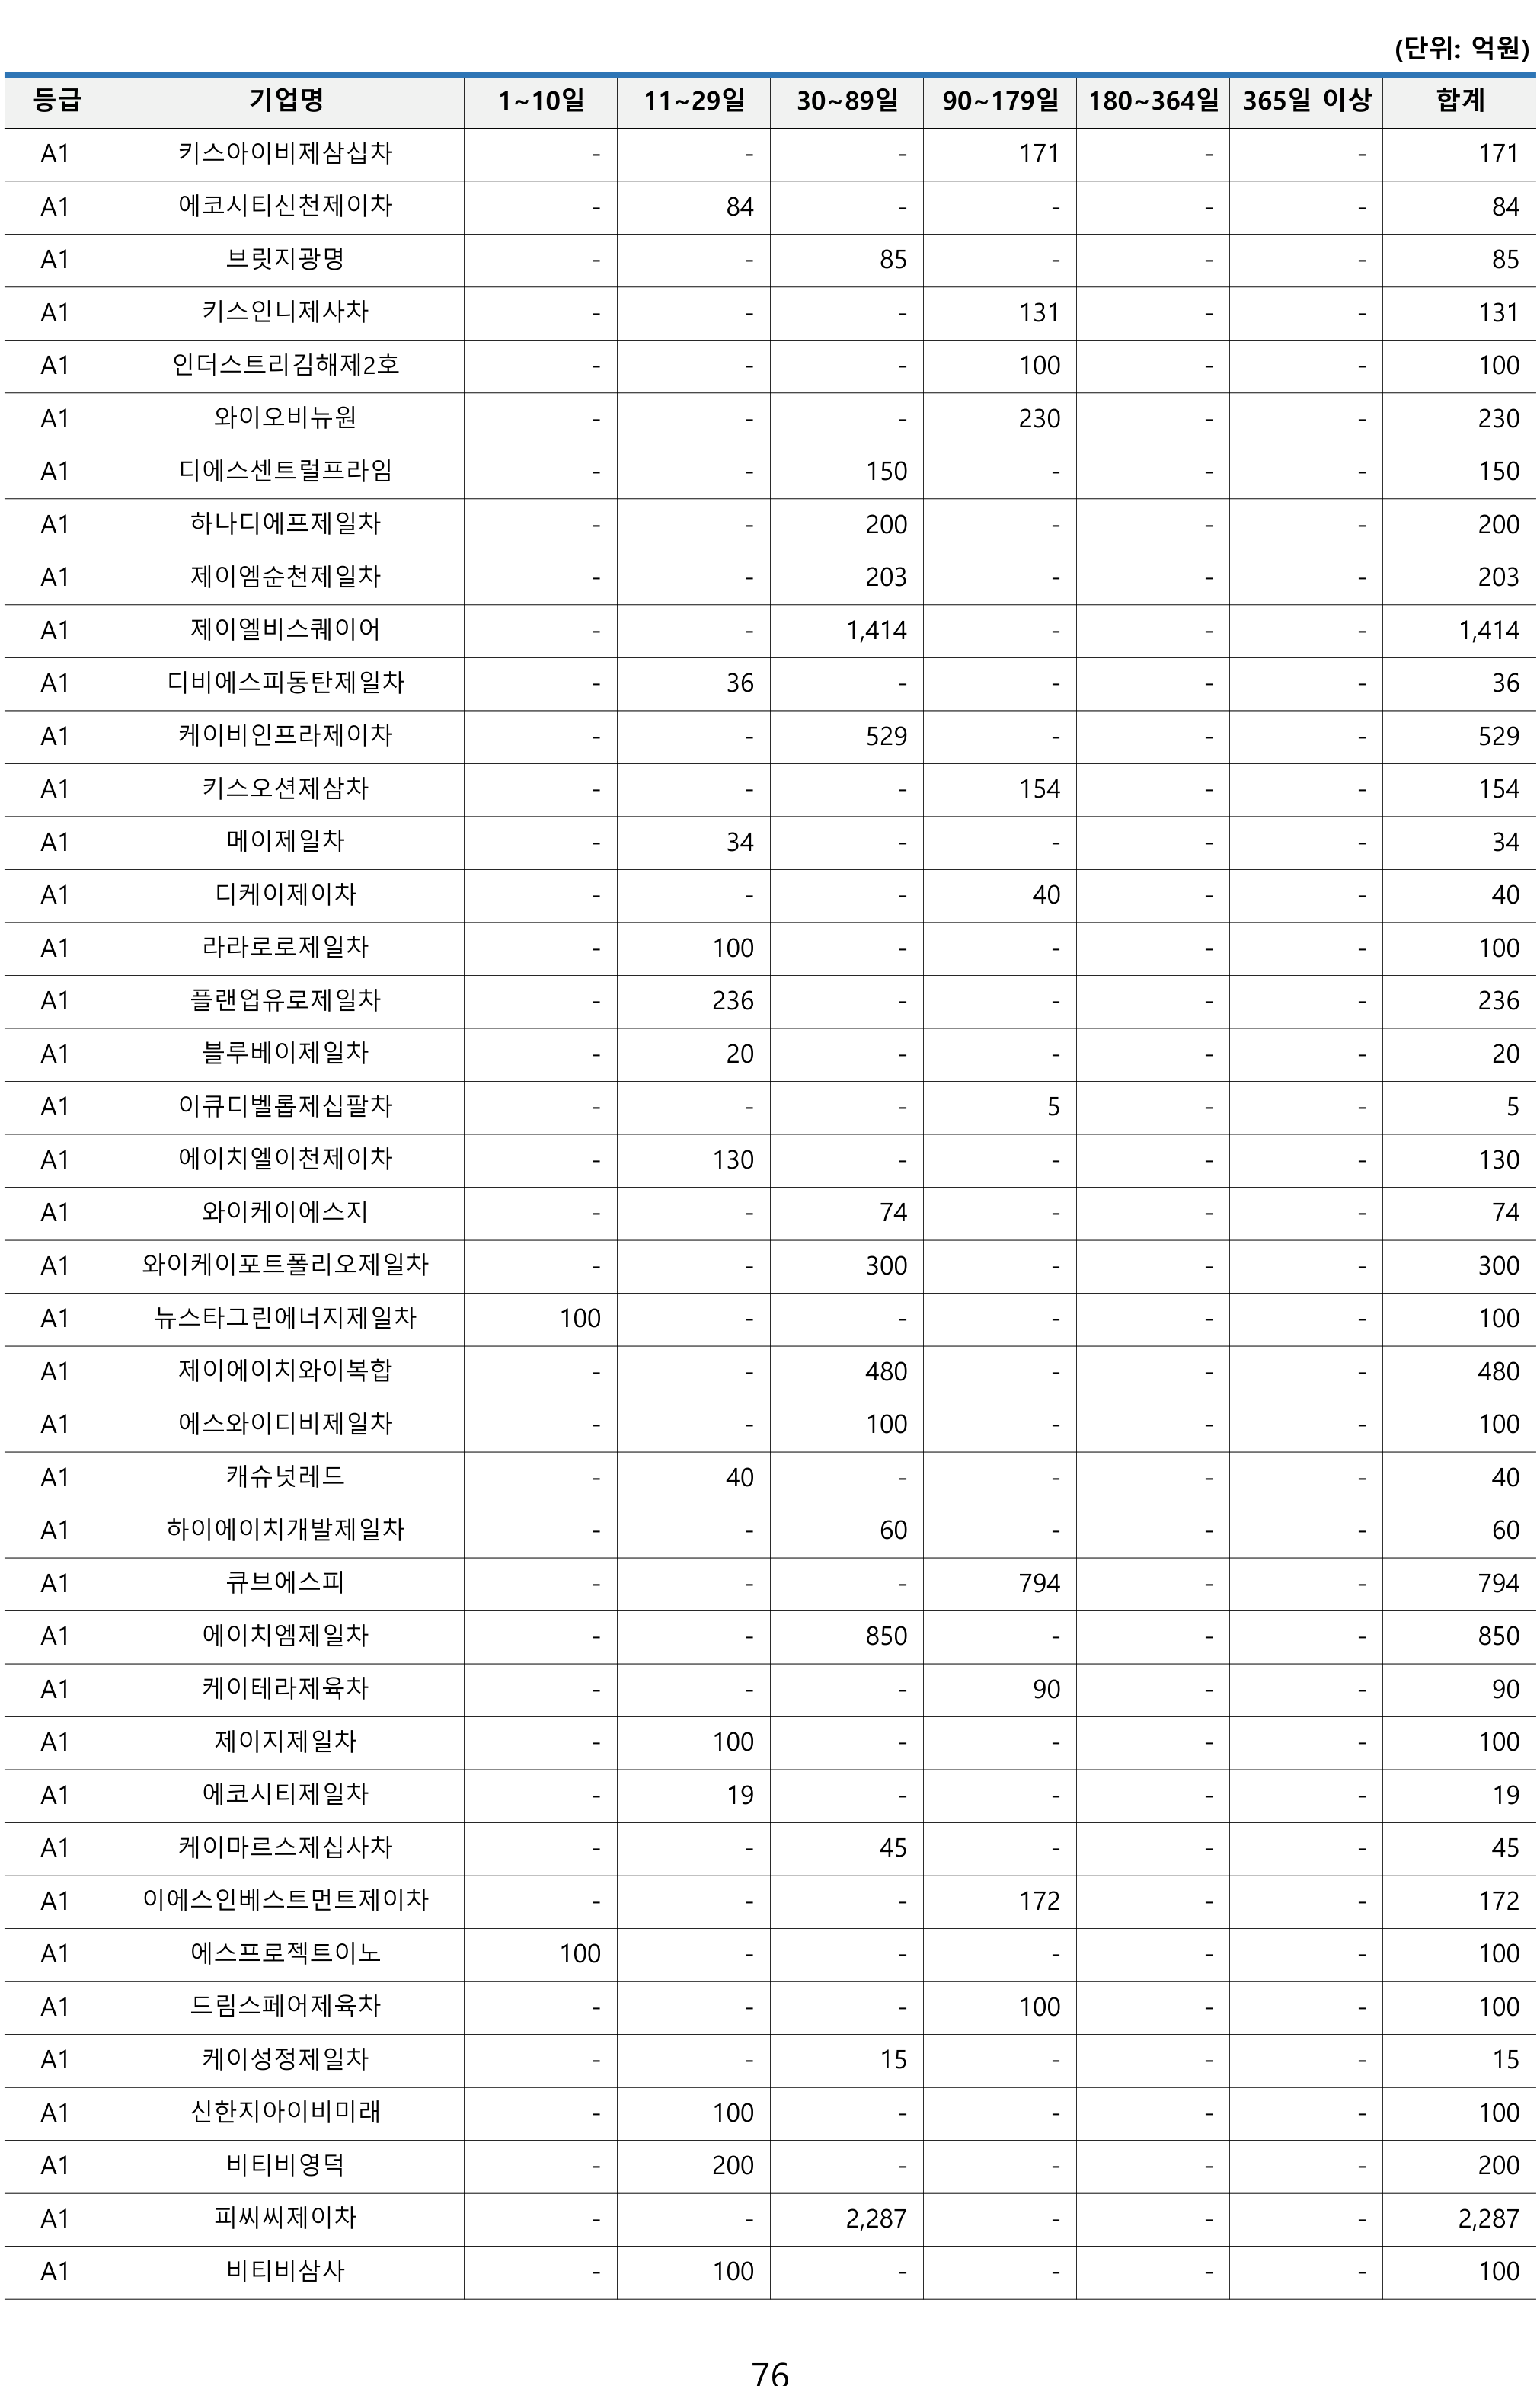 (단위: 억원)
등급 기업명 1~10일 11~29일 30~89일 90~179일 180~364일 365일 이상 합계
A1 키스아이비제삼십차 - - - 171 - - 171
A1 에코시티신천제이차 - 84 - - - - 84
A1 브릿지광명 - - 85 - - - 85
A1 키스인니제사차 - - - 131 - - 131
A1 인더스트리김해제2호 - - - 100 - - 100
A1 와이오비뉴원 - - - 230 - - 230
A1 디에스센트럴프라임 - - 150 - - - 150
A1 하나디에프제일차 - - 200 - - - 200
A1 제이엠순천제일차 - - 203 - - - 203
A1 제이엘비스퀘이어 - - 1,414 - - - 1,414
A1 디비에스피동탄제일차 - 36 - - - - 36
A1 케이비인프라제이차 - - 529 - - - 529
A1 키스오션제삼차 - - - 154 - - 154
A1 메이제일차 - 34 - - - - 34
A1 디케이제이차 - - - 40 - - 40
A1 라라로로제일차 - 100 - - - - 100
A1 플랜업유로제일차 - 236 - - - - 236
A1 블루베이제일차 - 20 - - - - 20
A1 이큐디벨롭제십팔차 - - - 5 - - 5
A1 에이치엘이천제이차 - 130 - - - - 130
A1 와이케이에스지 - - 74 - - - 74
A1 와이케이포트폴리오제일차 - - 300 - - - 300
A1 뉴스타그린에너지제일차 100 - - - - - 100
A1 제이에이치와이복합 - - 480 - - - 480
A1 에스와이디비제일차 - - 100 - - - 100
A1 캐슈넛레드 - 40 - - - - 40
A1 하이에이치개발제일차 - - 60 - - - 60
A1 큐브에스피 - - - 794 - - 794
A1 에이치엠제일차 - - 850 - - - 850
A1 케이테라제육차 - - - 90 - - 90
A1 제이지제일차 - 100 - - - - 100
A1 에코시티제일차 - 19 - - - - 19
A1 케이마르스제십사차 - - 45 - - - 45
A1 이에스인베스트먼트제이차 - - - 172 - - 172
A1 에스프로젝트이노 100 - - - - - 100
A1 드림스페어제육차 - - - 100 - - 100
A1 케이성정제일차 - - 15 - - - 15
A1 신한지아이비미래 - 100 - - - - 100
A1 비티비영덕 - 200 - - - - 200
A1 피씨씨제이차 - - 2,287 - - - 2,287
A1 비티비삼사 - 100 - - - - 100
76